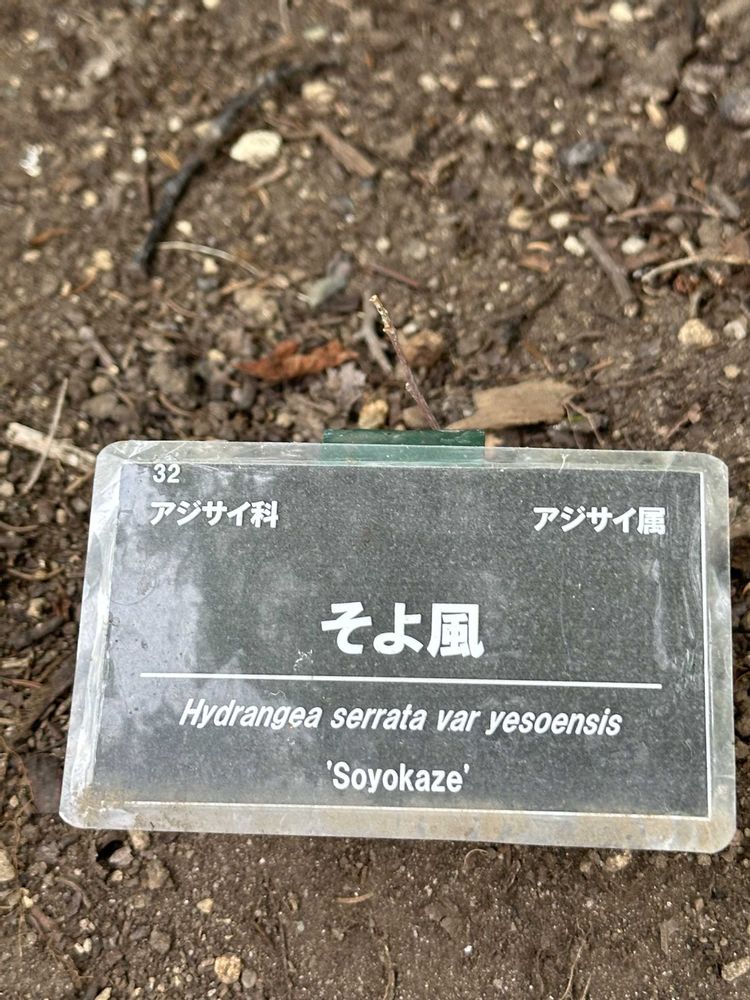 32
アジサイ科 アジサイ属
そよ風
Hydrangea serrata var yesoensis
'Soyokaze'